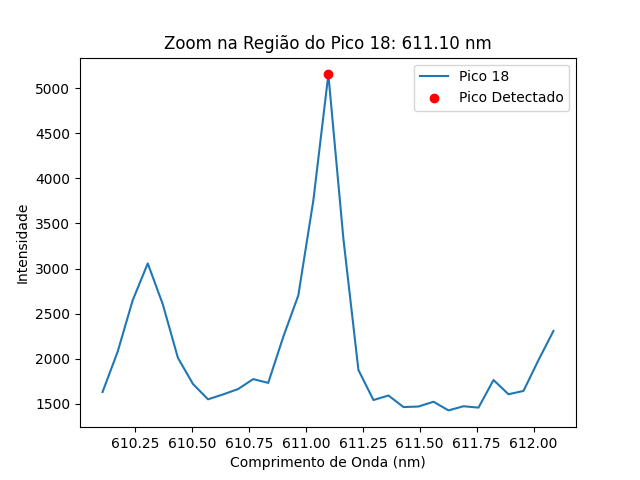 Zoom na Região do Pico 18: 611.10 nm
Pico 18
Pico Detectado
Intensidade
5000
4500
4000
3500
3000
2500
2000
1500
610.25 610.50 610.75 611.00 611.25 611.50 611.75 612.00
Comprimento de Onda (nm)